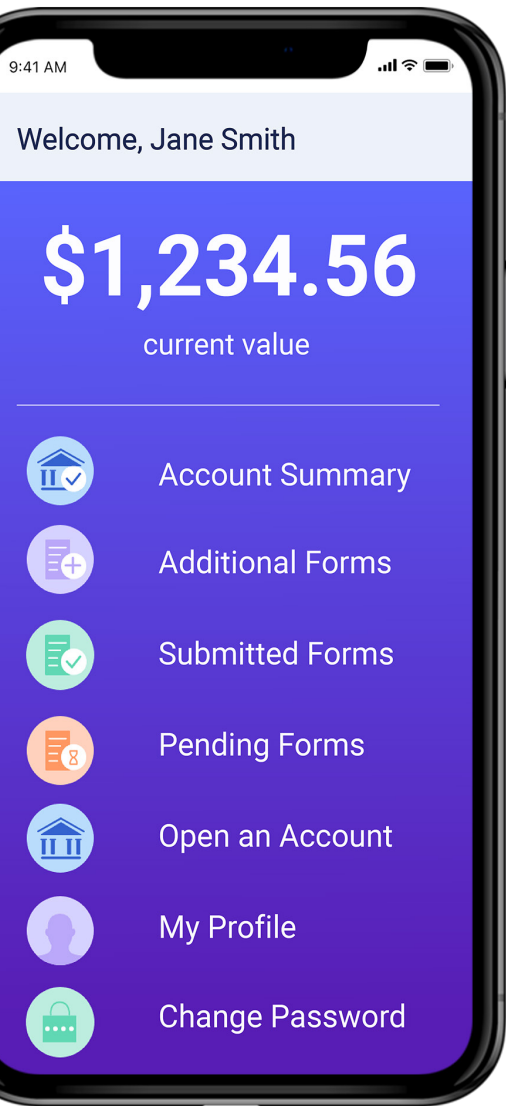 9:41 AM
Welcome, Jane Smith
$1,234.56
current value
Account Summary
Additional Forms
Submitted Forms
Pending Forms
Open an Account
My Profile
Change Password